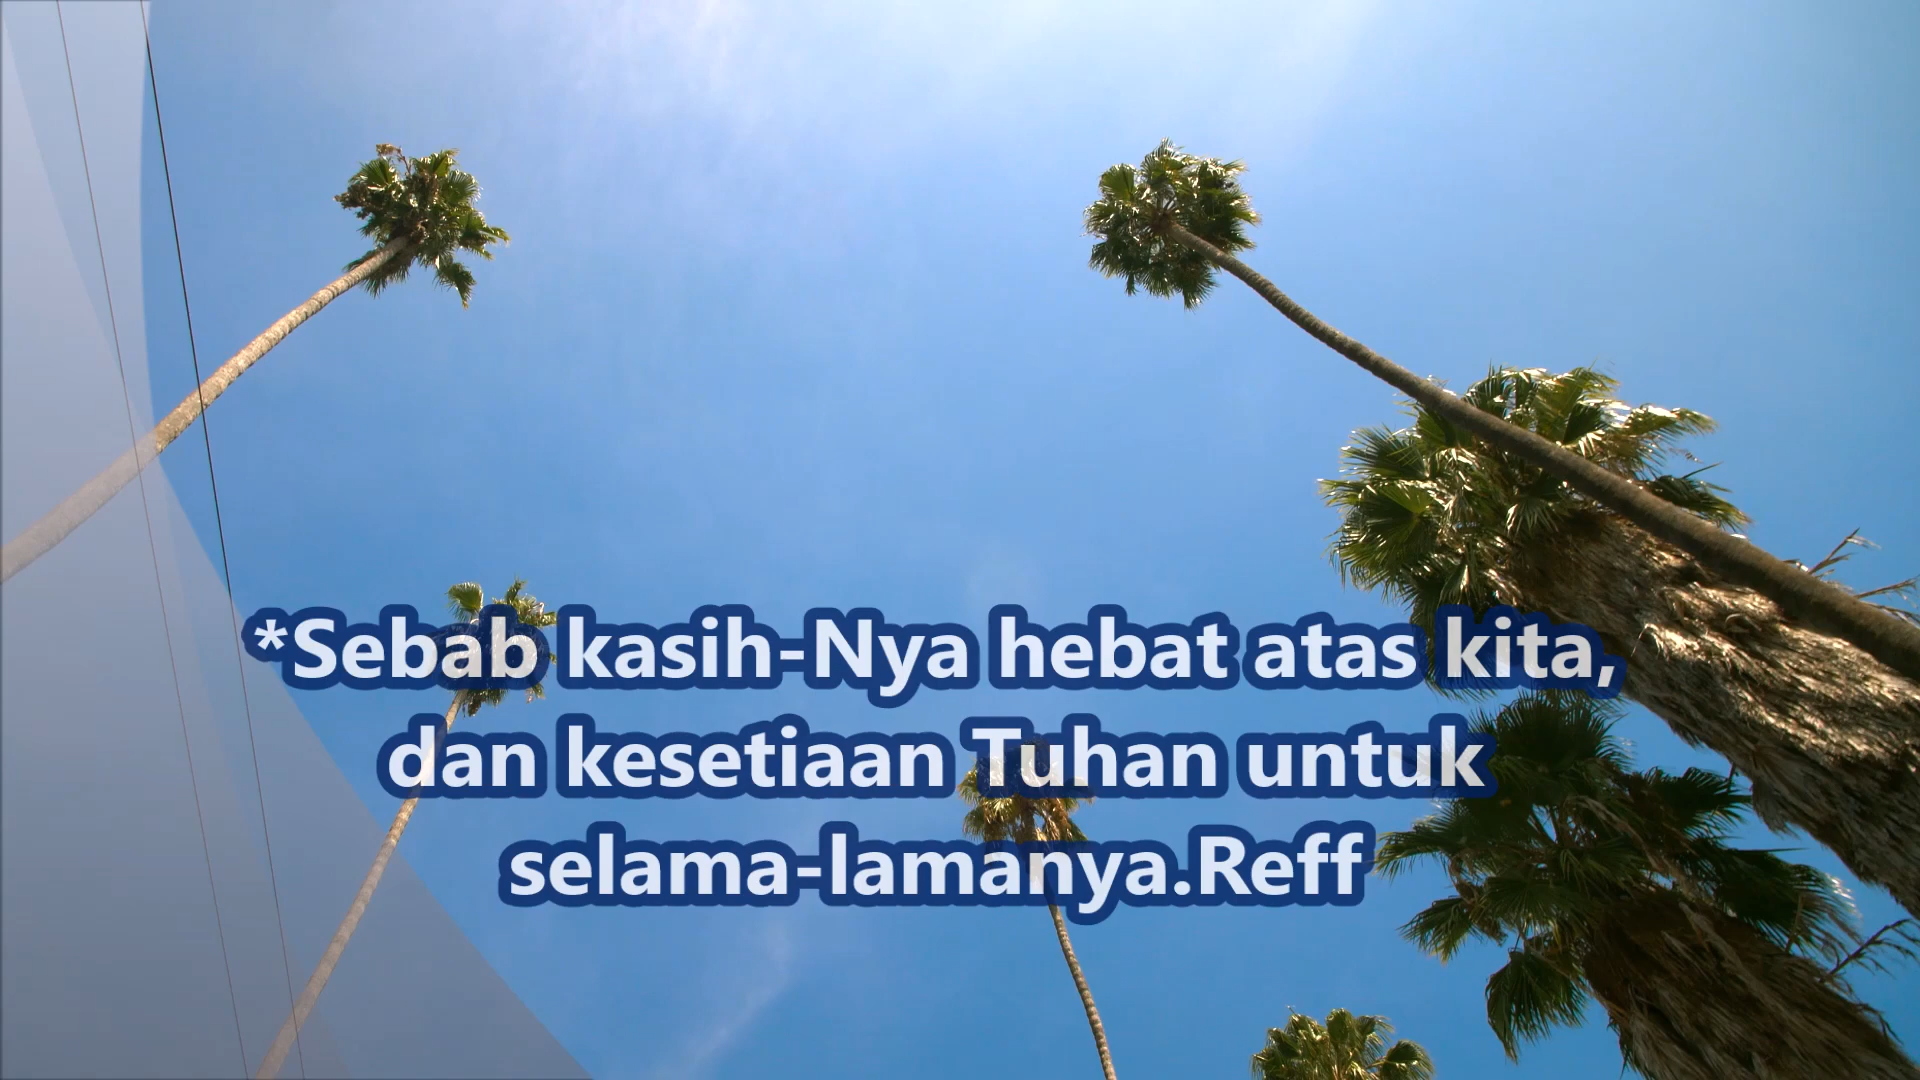 *Sebab kasih-Nya hebat atas kita,
dan kesetiaan Tuhan untuk
selama-lamanya.Reff